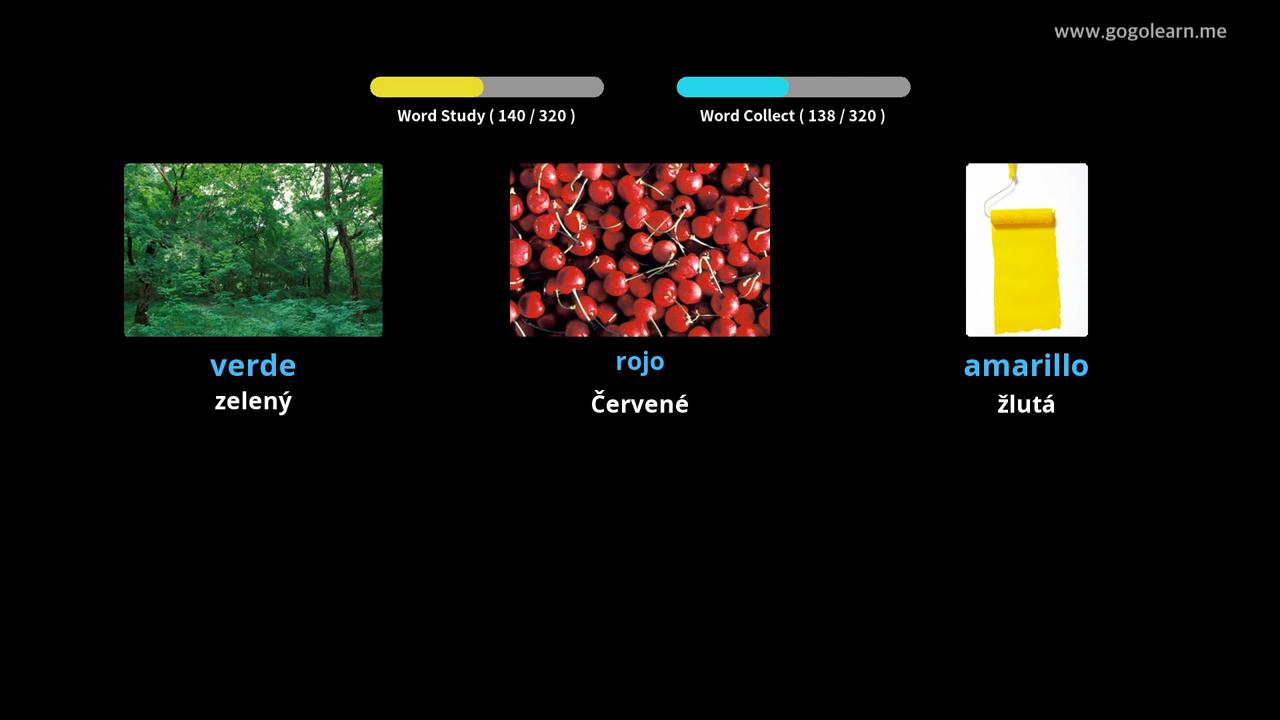 www.gogolearn.me
Word Study ( 140 / 320 )
Word Collect ( 138 / 320 )
verde
zelený
rojo
Červené
amarillo
žlutá